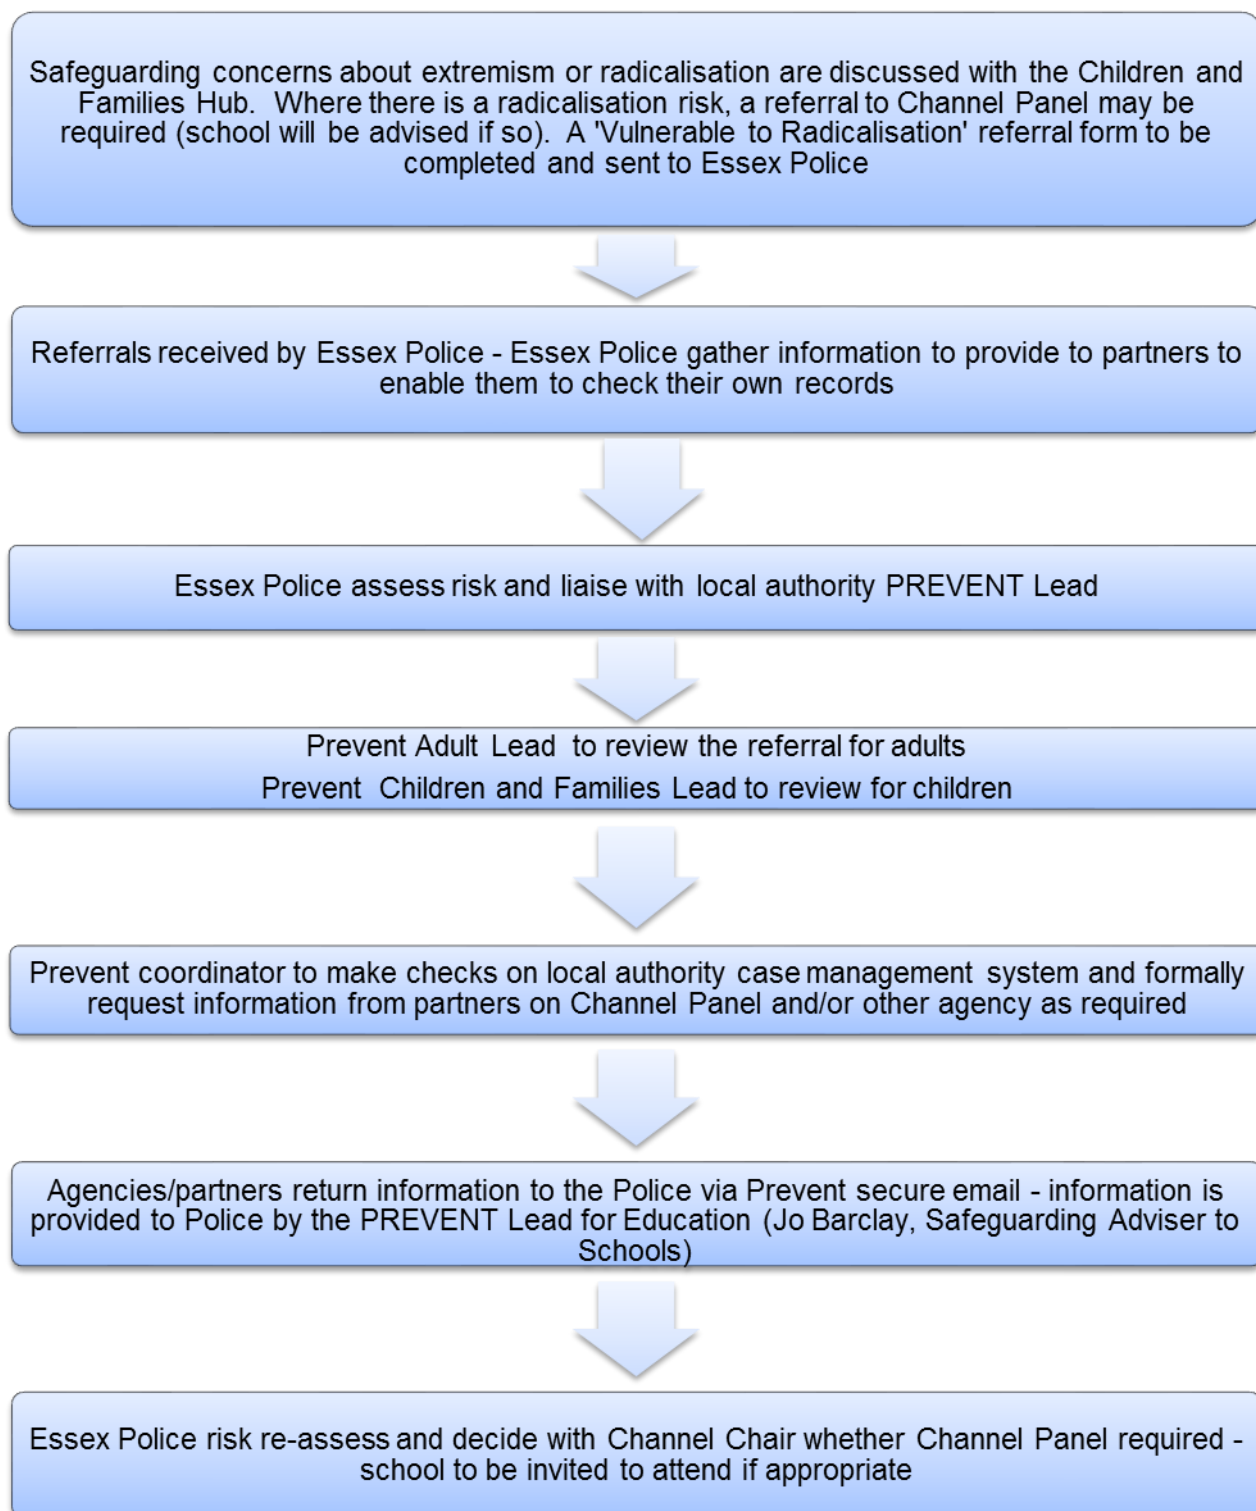 Safeguarding concerns about extremism or radicalisation are discussed with the Children and
Families Hub. Where there is a radicalisation risk, a referral to Channel Panel may be
required (school will be advised if so). A 'Vulnerable to Radicalisation' referral form to be
completed and sent to Essex Police
Referrals received by Essex Police - Essex Police gather information to provide to partners to
enable them to check their own records
Essex Police assess risk and liaise with local authority PREVENT Lead
Prevent Adult Lead to review the referral for adults
Prevent Children and Families Lead to review for children
Prevent coordinator to make checks on local authority case management system and formally
request information from partners on Channel Panel and/or other agency as required
Agencies/partners return information to the Police via Prevent secure email - information is
provided to Police by the PREVENT Lead for Education (Jo Barclay, Safeguarding Adviser to
Schools)
Essex Police risk re-assess and decide with Channel Chair whether Channel Panel required -
school to be invited to attend if appropriate